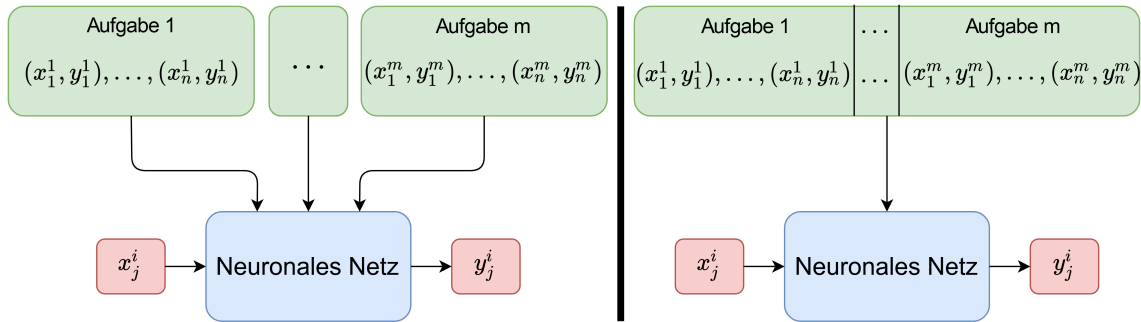 Aufgabe 1
(x_1^1, y_1^1), ..., (x_n^1, y_n^1)
...
Aufgabe m
(x_1^m, y_1^m), ..., (x_n^m, y_n^m)
x_j^i
Neuronales Netz
y_j^i
Aufgabe 1
(x_1^1, y_1^1), ..., (x_n^1, y_n^1)
...
...
Aufgabe m
(x_1^m, y_1^m), ..., (x_n^m, y_n^m)
x_j^i
Neuronales Netz
y_j^i